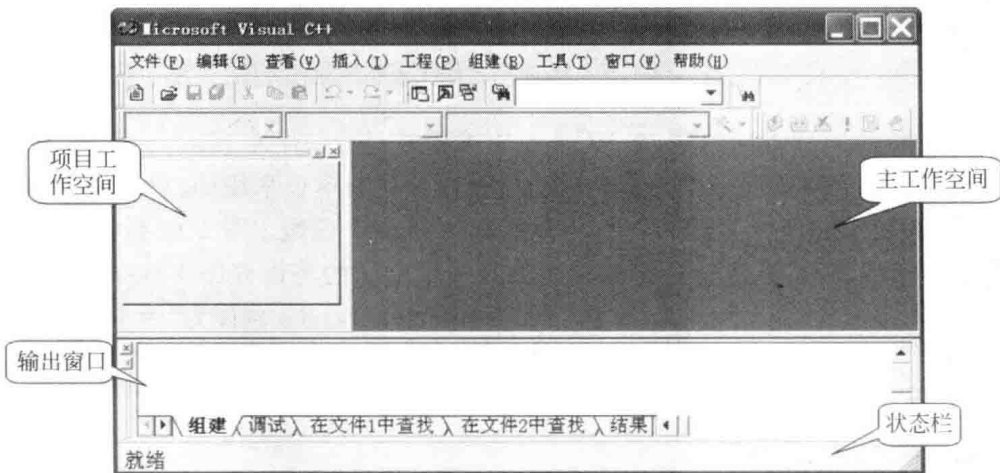 Microsoft Visual C++
文件(F) 编辑(E) 查看(V) 插入(I) 工程(P) 组建(B) 工具(T) 窗口(W) 帮助(H)
项目工
作空间
主工作空间
输出窗口
组建 调试 在文件1中查找 在文件2中查找 结果
状态栏
就绪